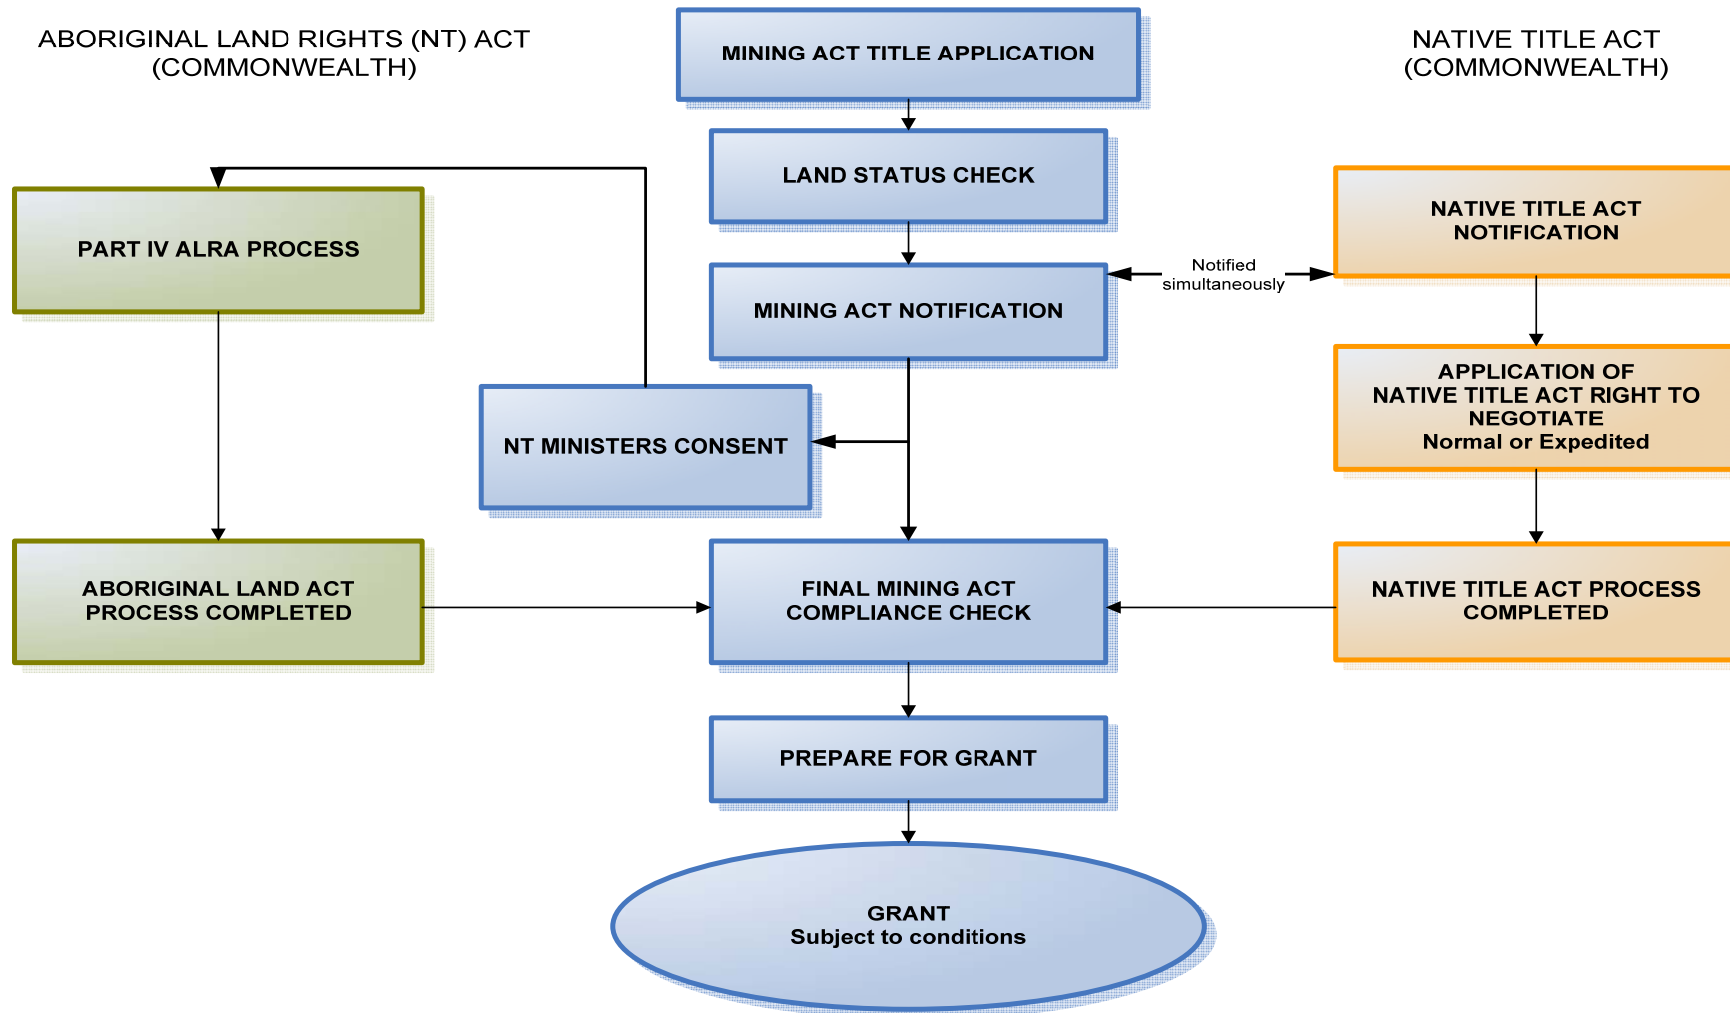 ABORIGINAL LAND RIGHTS (NT) ACT
(COMMONWEALTH)
MINING ACT TITLE APPLICATION
NATIVE TITLE ACT
(COMMONWEALTH)
LAND STATUS CHECK
PART IV ALRA PROCESS
NATIVE TITLE ACT
NOTIFICATION
Notified
simultaneously
MINING ACT NOTIFICATION
APPLICATION OF
NATIVE TITLE ACT RIGHT TO
NEGOTIATE
Normal or Expedited
NT MINISTERS CONSENT
ABORIGINAL LAND ACT
PROCESS COMPLETED
FINAL MINING ACT
COMPLIANCE CHECK
NATIVE TITLE ACT PROCESS
COMPLETED
PREPARE FOR GRANT
GRANT
Subject to conditions